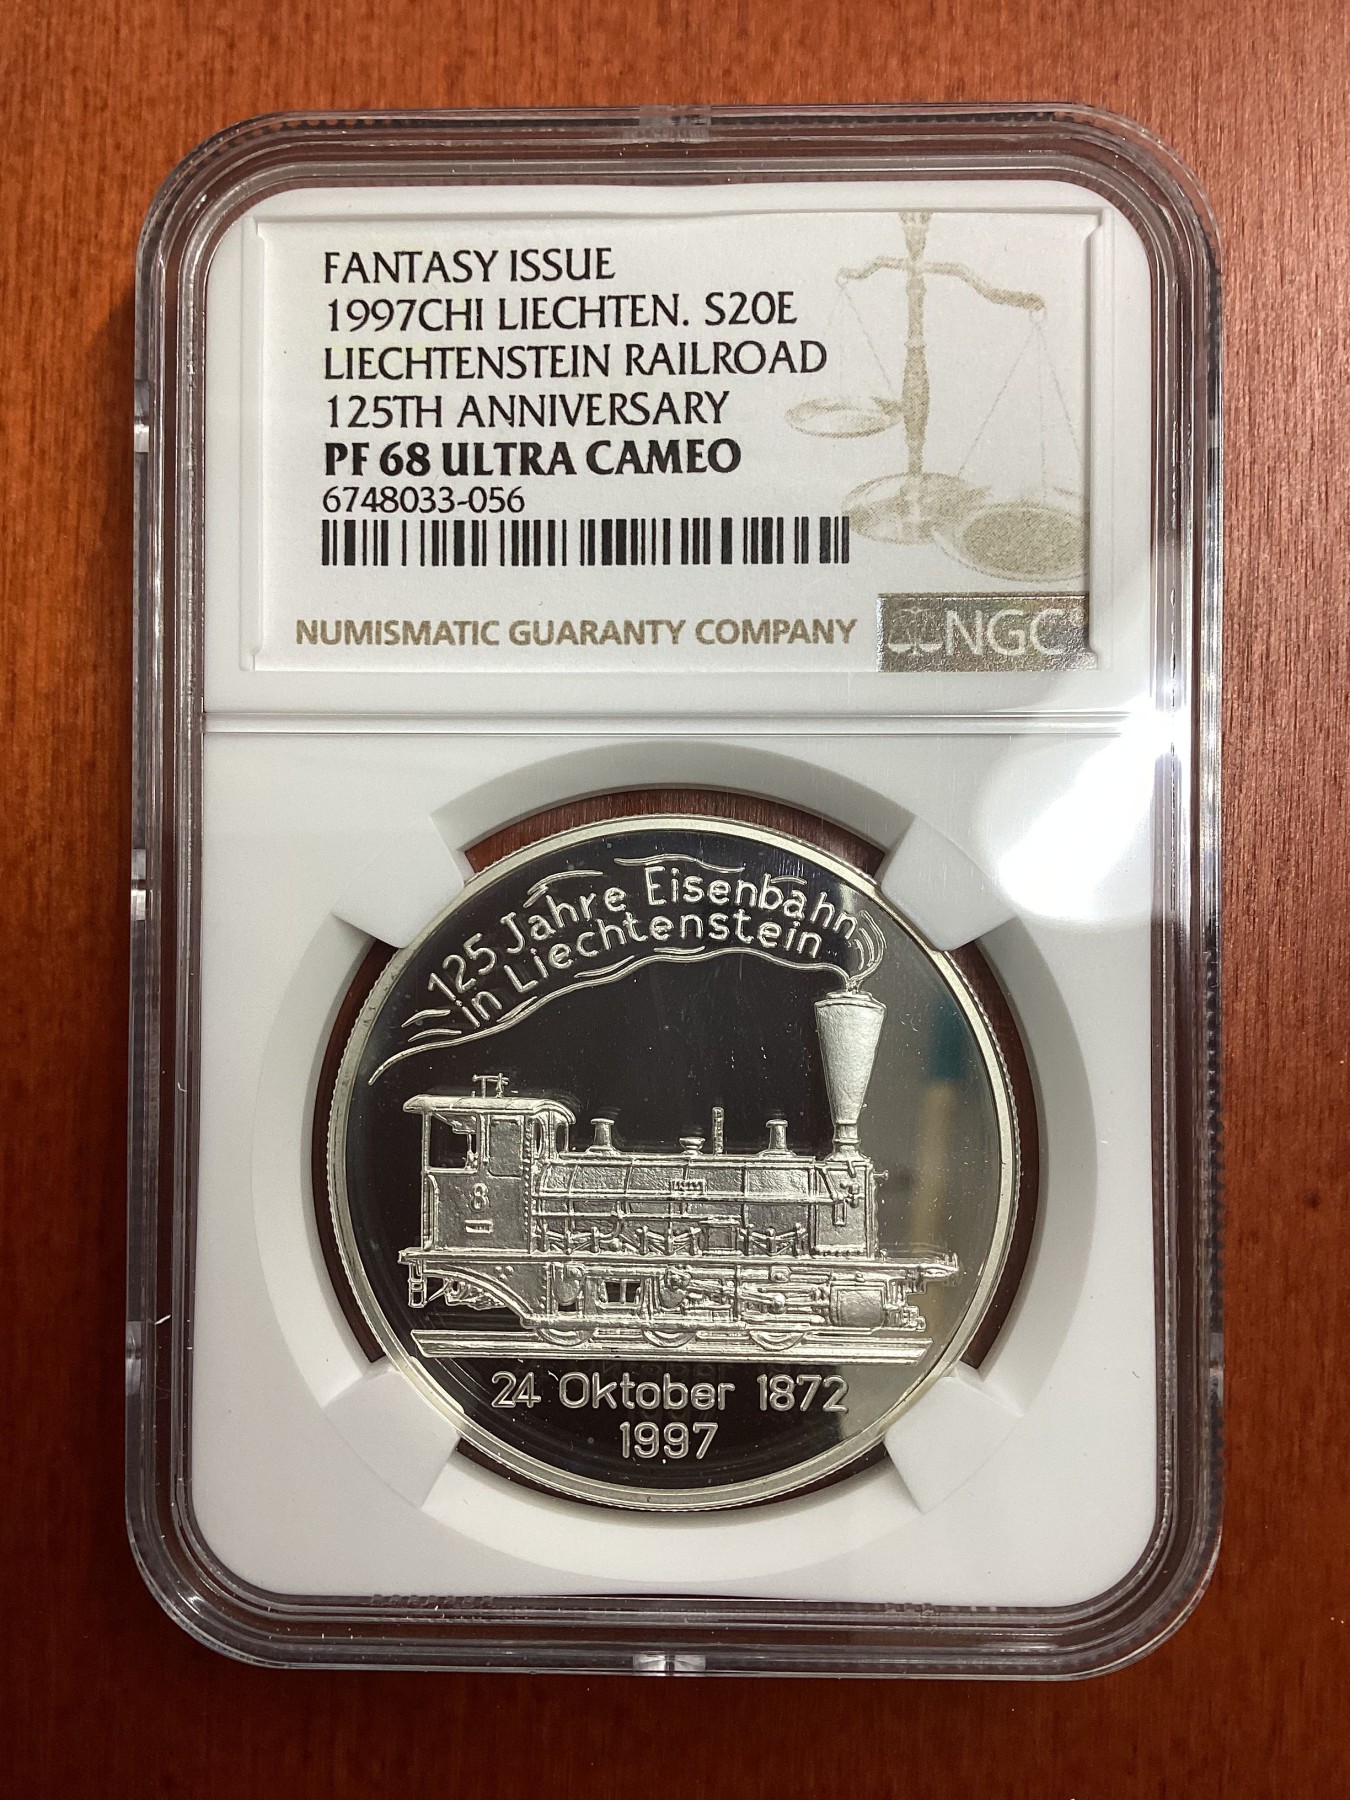 FANTASY ISSUE
1997CHI LIECHTEN. S20E
LIECHTENSTEIN RAILROAD
125TH ANNIVERSARY
PF 68 ULTRA CAMEO
6748033-056
NUMISMATIC GUARANTY COMPANY NGC
125 Jahre Eisenbahn
in Liechtenstein
8
24 Oktober 1872
1997